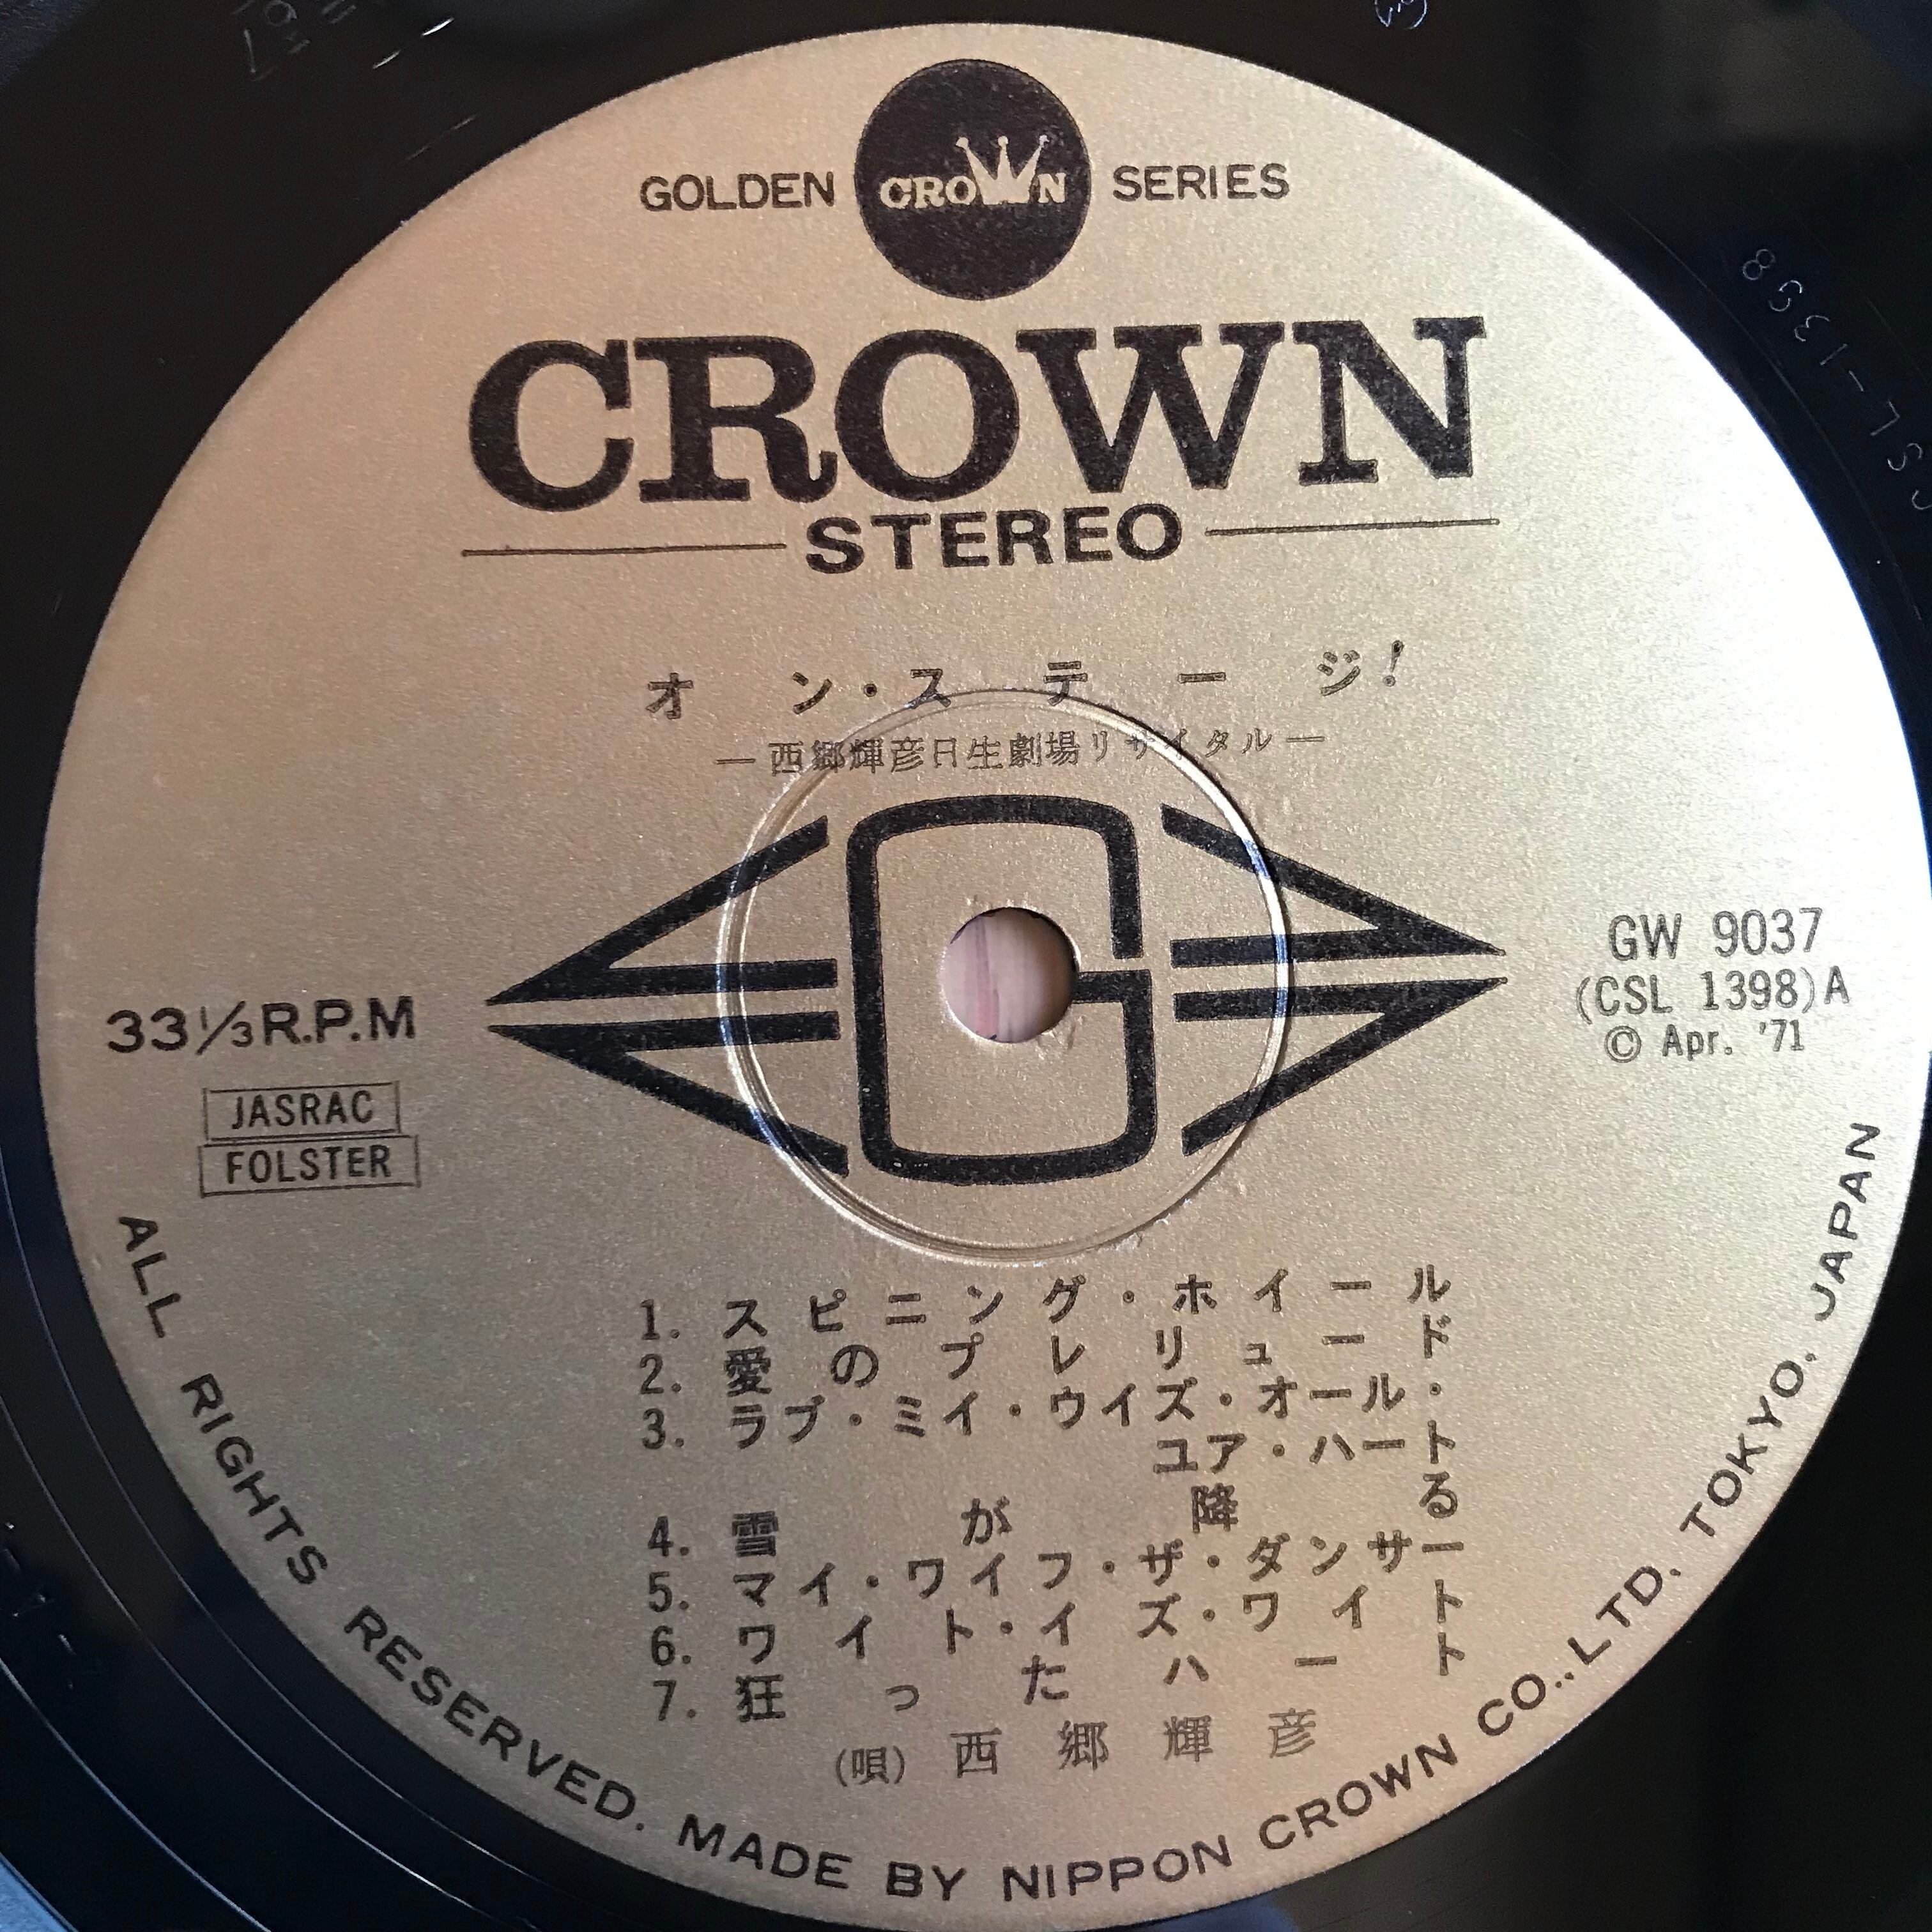 GOLDEN CROWN SERIES
CROWN
STEREO
オン・ステージ!
—西郷輝彦日生劇場リサイタル—
G
GW 9037
(CSL 1398)A
© Apr. '71
33⅓R.P.M
JASRAC
FOLSTER
1. スピニング・ホイール
2. 愛のプレリュード
3. ラブ・ミイ・ウイズ・オール・
ユア・ハート
4. 雪が降る
5. マイ・ワイフ・ザ・ダンサー
6. ワイト・イズ・ワイト
7. 狂ったハート
(唄) 西郷輝彦
ALL RIGHTS RESERVED. MADE BY NIPPON CROWN CO., LTD. TOKYO. JAPAN